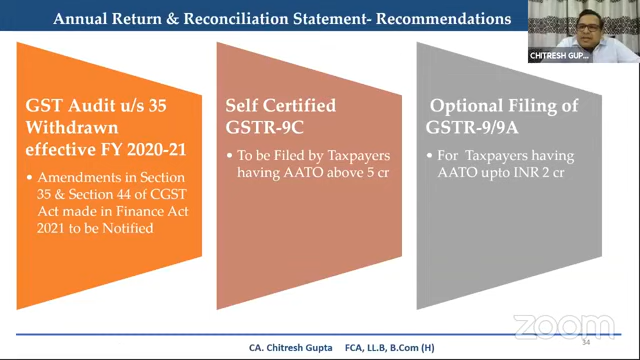 Annual Return & Reconciliation Statement- Recommendations
CHITRESH GUP...
GST Audit u/s 35
Withdrawn
effective FY 2020-21
• Amendments in Section
35 & Section 44 of CGST
Act made in Finance Act
2021 to be Notified
Self Certified
GSTR-9C
• To be Filed by Taxpayers
having AATO above 5 cr
Optional Filing of
GSTR-9/9A
• For Taxpayers having
AATO upto INR 2 cr
zoom
34
CA. Chitresh Gupta FCA, LL.B, B.Com (H)